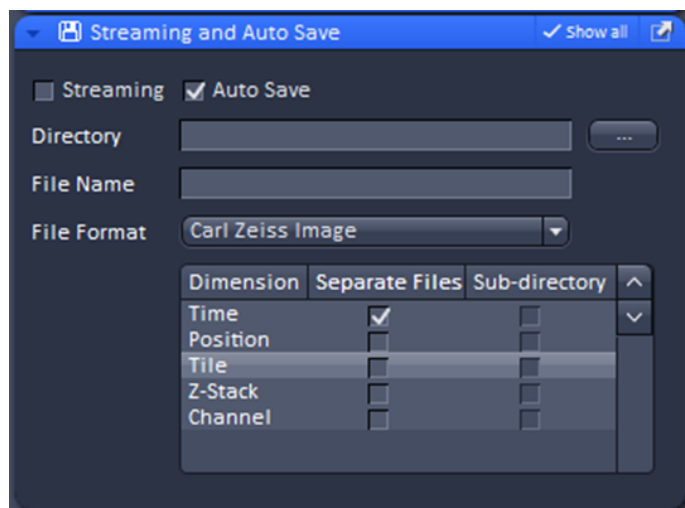 Streaming and Auto Save Show all
Streaming Auto Save
Directory ...
File Name
File Format Carl Zeiss Image
Dimension Separate Files Sub-directory
Time
Position
Tile
Z-Stack
Channel